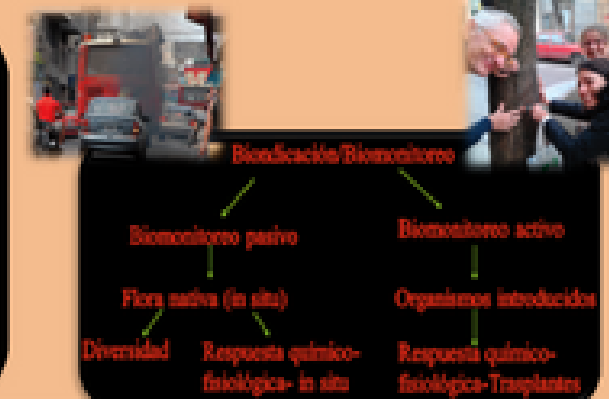 Biondicación/Biomonitoreo
Biomonitoreo pasivo
Biomonitoreo activo
Flora nativa (in situ)
Organismos introducidos
Diversidad
Respuesta químico-
fisiológica- in situ
Respuesta químico-
fisiológica-Trasplantes